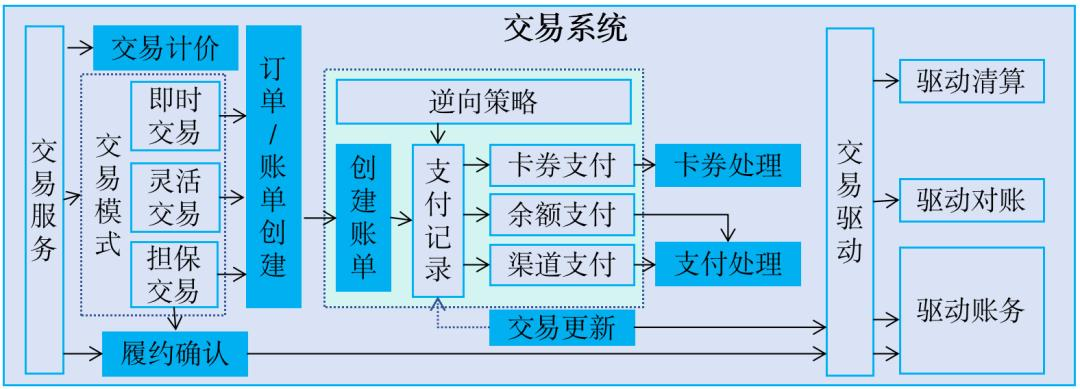 交易系统
交易服务
交易计价
交易模式
即时
交易
灵活
交易
担保
交易
履约确认
订单/账单创建
逆向策略
创建账单
支付记录
卡券支付
余额支付
渠道支付
卡券处理
支付处理
交易更新
交易驱动
驱动清算
驱动对账
驱动账务